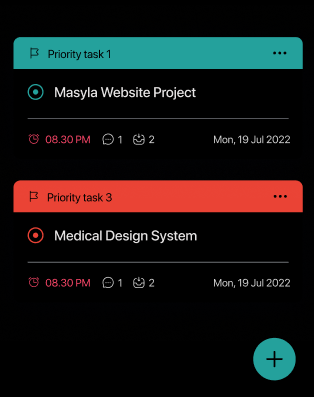 Priority task 1
Masyla Website Project
08.30 PM 1 2 Mon, 19 Jul 2022
Priority task 3
Medical Design System
08.30 PM 1 2 Mon, 19 Jul 2022